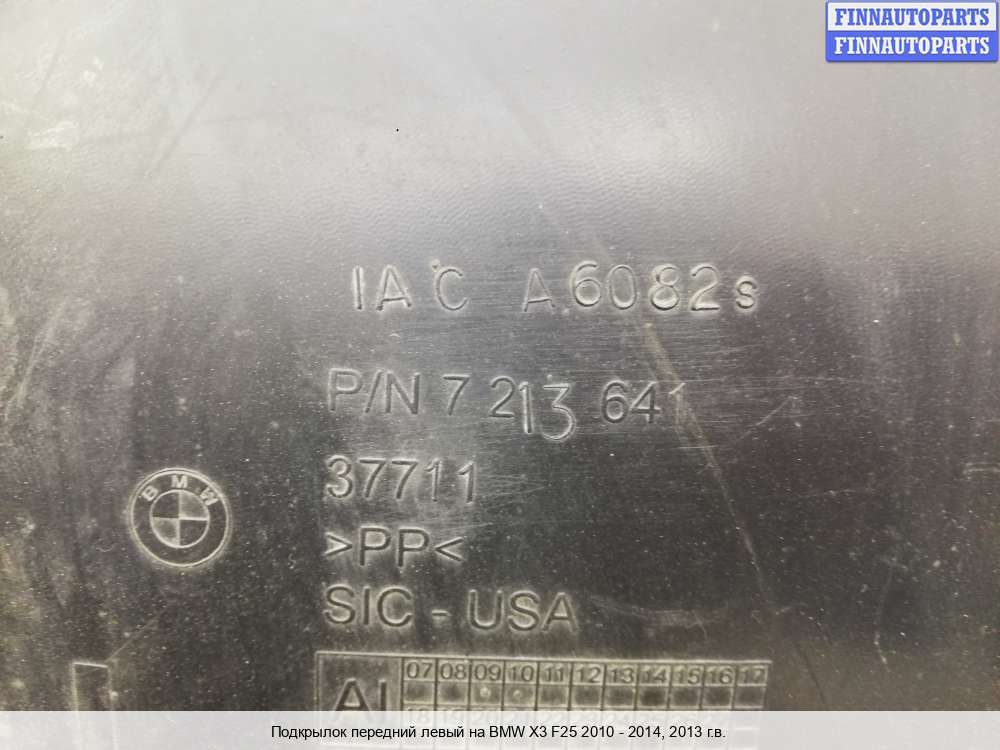 FINNAUTOPARTS
FINNAUTOPARTS
IAC A6082s
P/N 7 213 641
37711
BMW
>PP<
SIC - USA
AI 07 08 09 10 11 12 13 14 15 16 17
Подкрылок передний левый на BMW X3 F25 2010 - 2014, 2013 г.в.